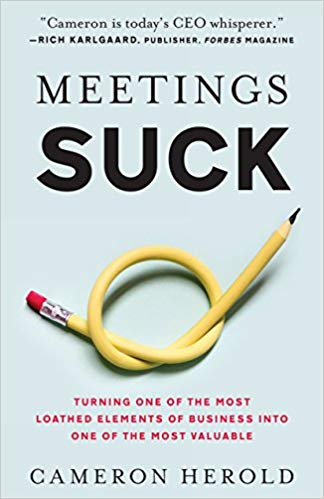 "Cameron is today's CEO whisperer."
—RICH KARLGAARD, PUBLISHER, FORBES MAGAZINE
MEETINGS
SUCK
TURNING ONE OF THE MOST
LOATHED ELEMENTS OF BUSINESS INTO
ONE OF THE MOST VALUABLE
CAMERON HEROLD